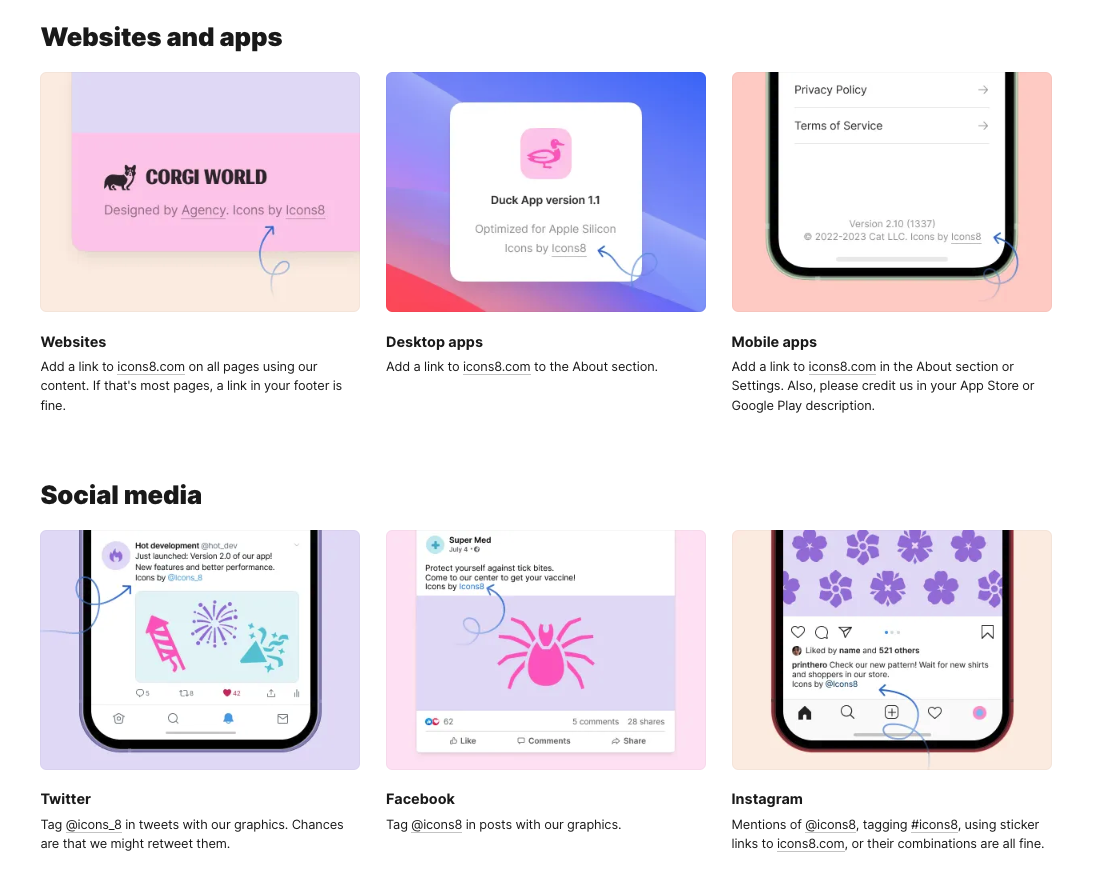 Websites and apps
CORGI WORLD
Designed by Agency. Icons by Icons8
Duck App version 1.1
Optimized for Apple Silicon
Icons by Icons8
Privacy Policy
Terms of Service
Version 2.10 (1337)
© 2022-2023 Cat LLC. Icons by Icons8
Websites
Add a link to icons8.com on all pages using our
content. If that's most pages, a link in your footer is
fine.
Desktop apps
Add a link to icons8.com to the About section.
Mobile apps
Add a link to icons8.com in the About section or
Settings. Also, please credit us in your App Store or
Google Play description.
Social media
Hot development @hot_dev
Just launched: Version 2.0 of our app!
New features and better performance.
Icons by @Icons_8
5
8
42
Super Med
July 4 ·
Protect yourself against tick bites.
Come to our center to get your vaccine!
Icons by Icons8
62
5 comments 28 shares
Like
Comments
Share
Liked by name and 521 others
printhero Check our new pattern! Wait for new shirts
and shoppers in our store.
Icons by @Icons8
Twitter
Tag @icons_8 in tweets with our graphics. Chances
are that we might retweet them.
Facebook
Tag @icons8 in posts with our graphics.
Instagram
Mentions of @icons8, tagging #icons8, using sticker
links to icons8.com, or their combinations are all fine.